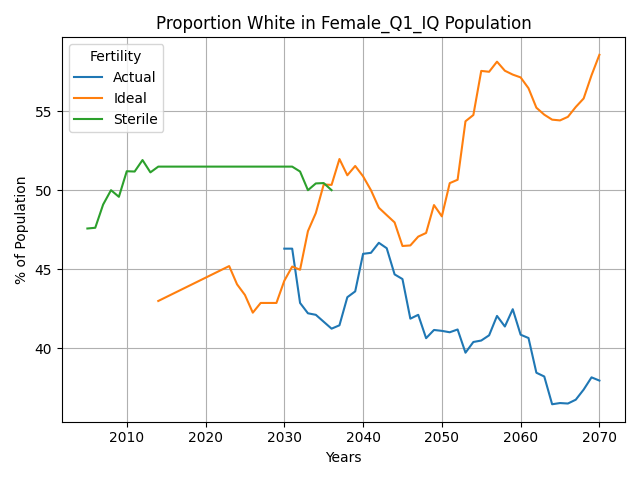 Proportion White in Female_Q1_IQ Population
Fertility
Actual
Ideal
Sterile
% of Population
55
50
45
40
2010 2020 2030 2040 2050 2060 2070
Years